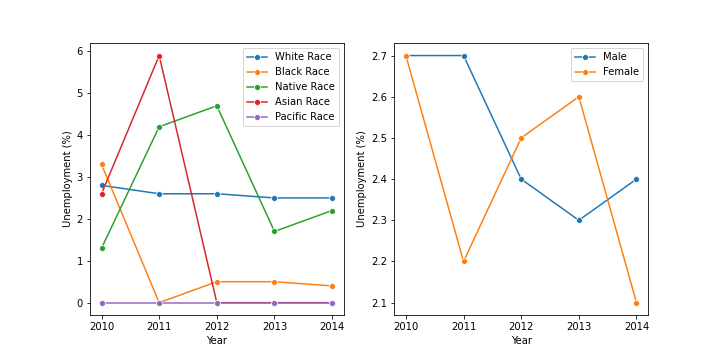 6
5
4
3
2
1
0
Unemployment (%)
2010 2011 2012 2013 2014
Year
White Race
Black Race
Native Race
Asian Race
Pacific Race
2.7
2.6
2.5
2.4
2.3
2.2
2.1
Unemployment (%)
2010 2011 2012 2013 2014
Year
Male
Female